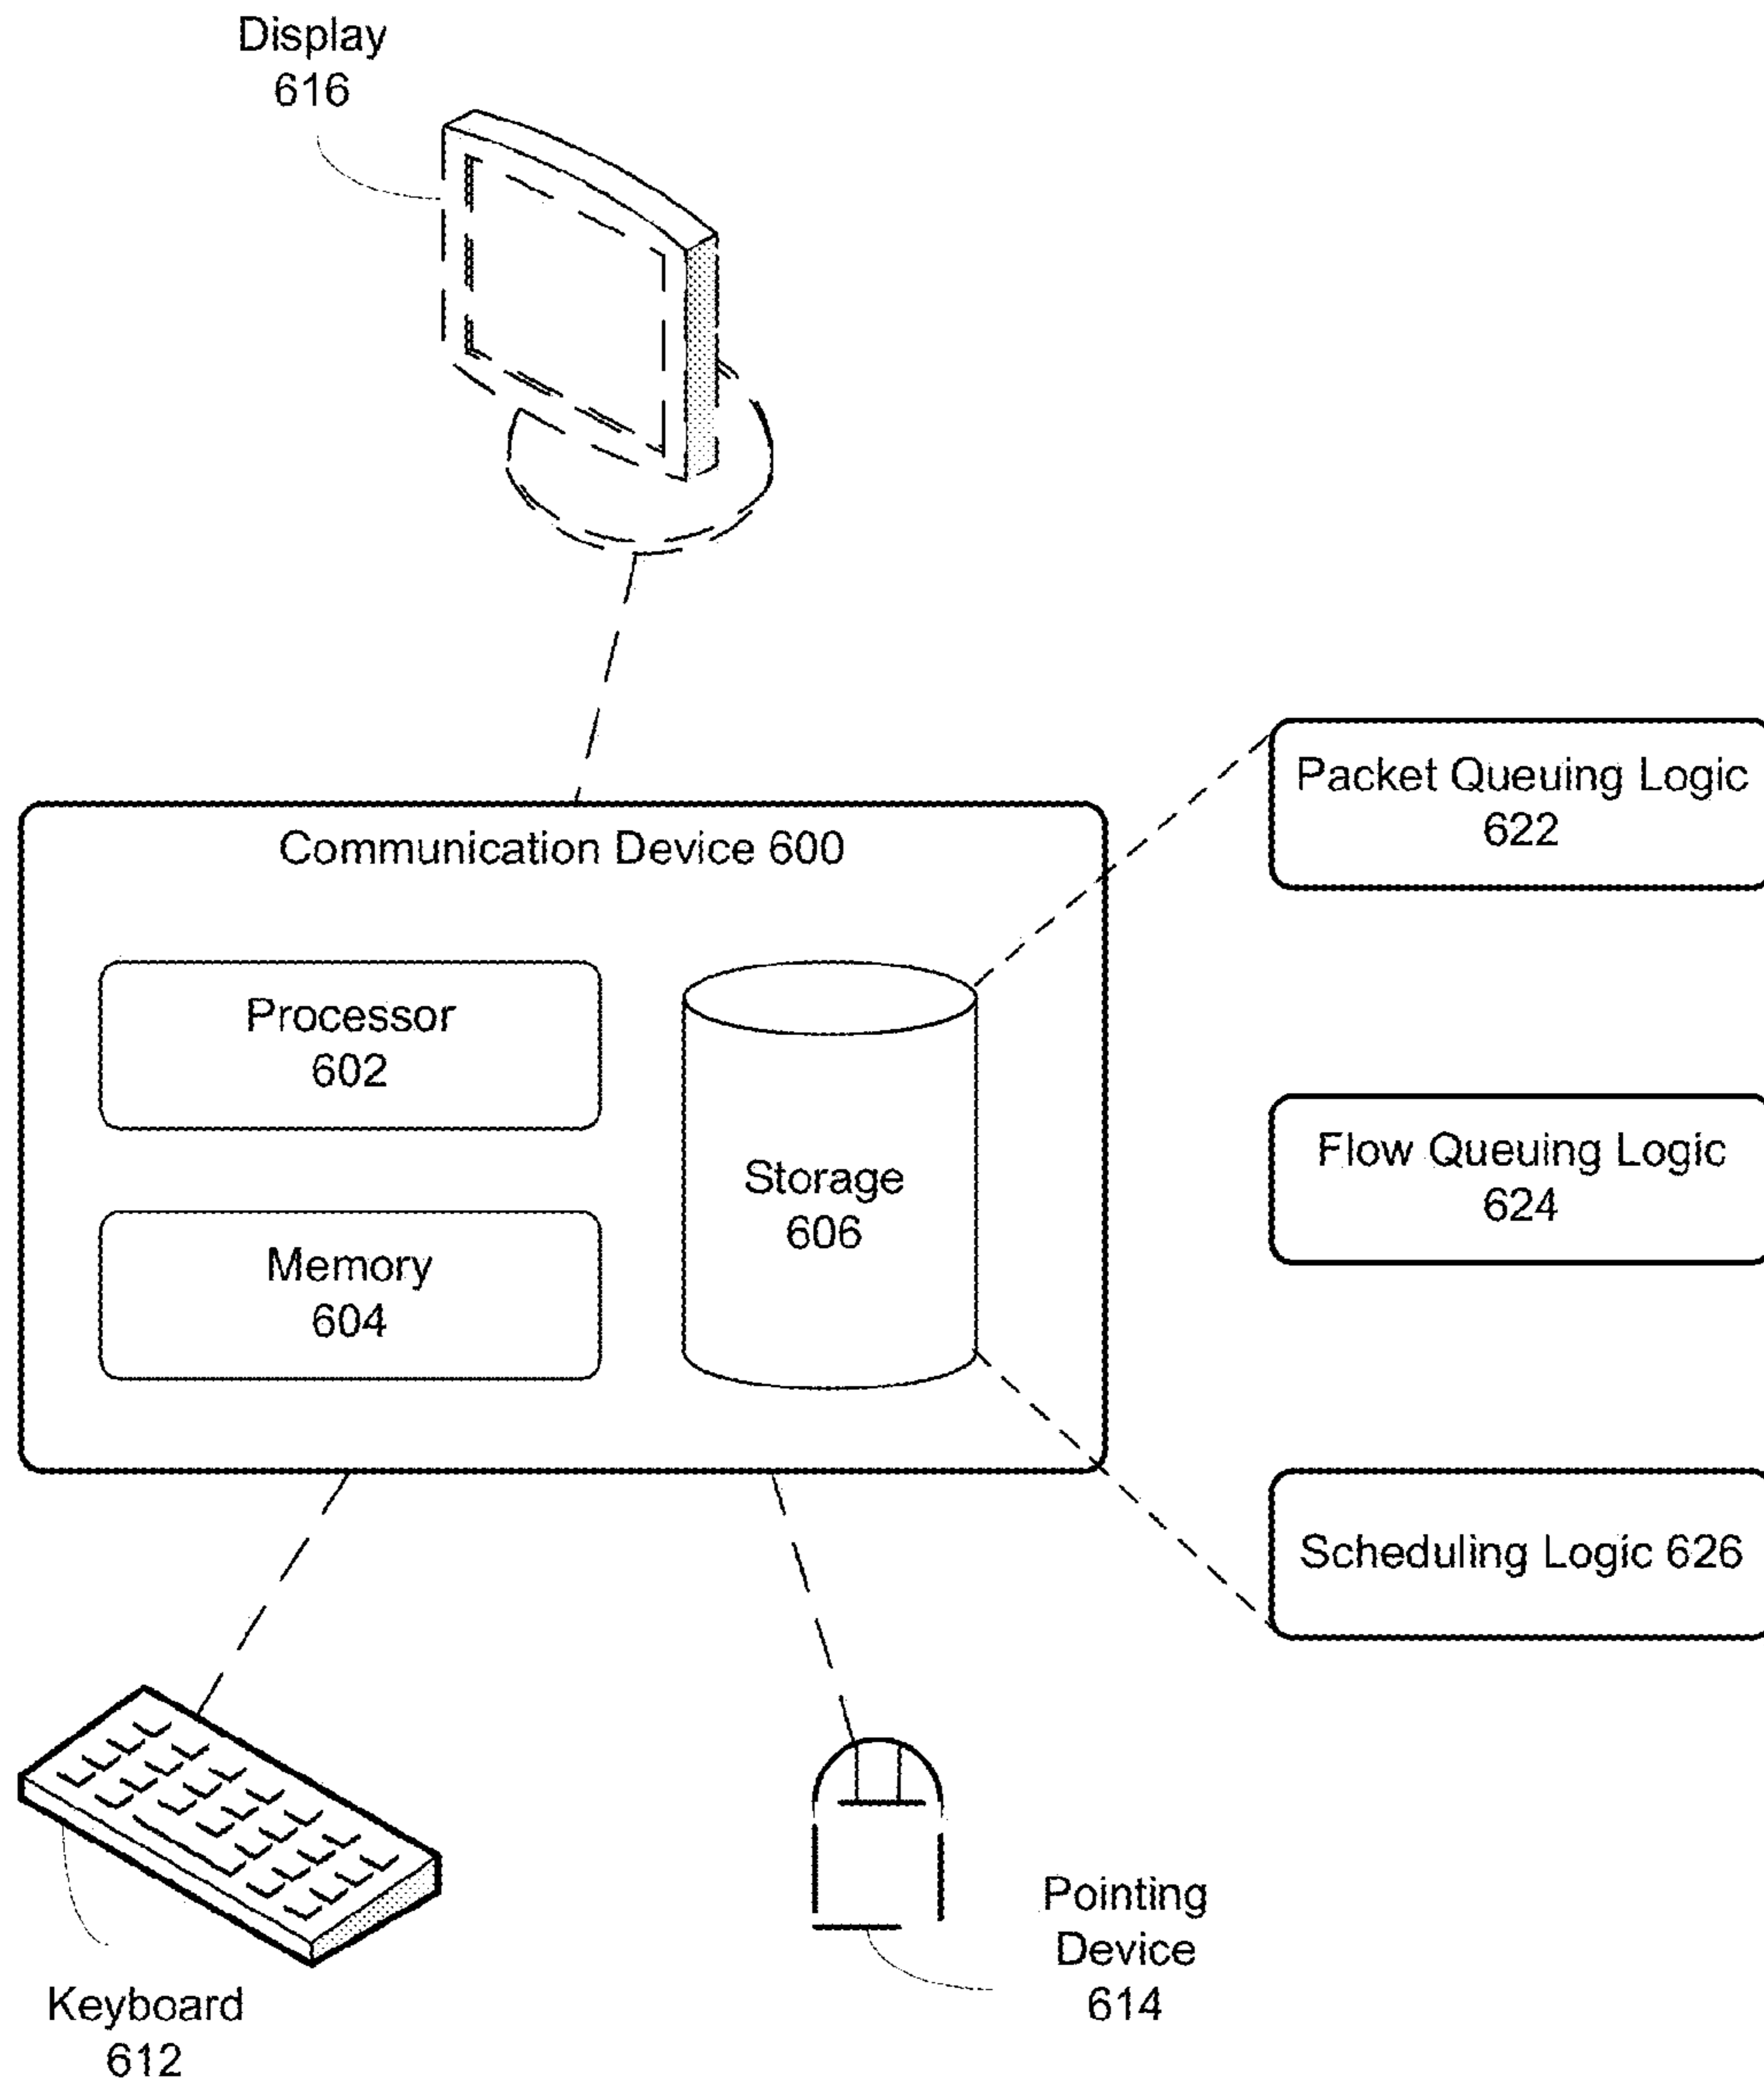 Display
616
Packet Queuing Logic
622
Communication Device 600
Processor
602
Flow Queuing Logic
624
Storage
606
Memory
604
Scheduling Logic 626
Pointing
Device
614
Keyboard
612